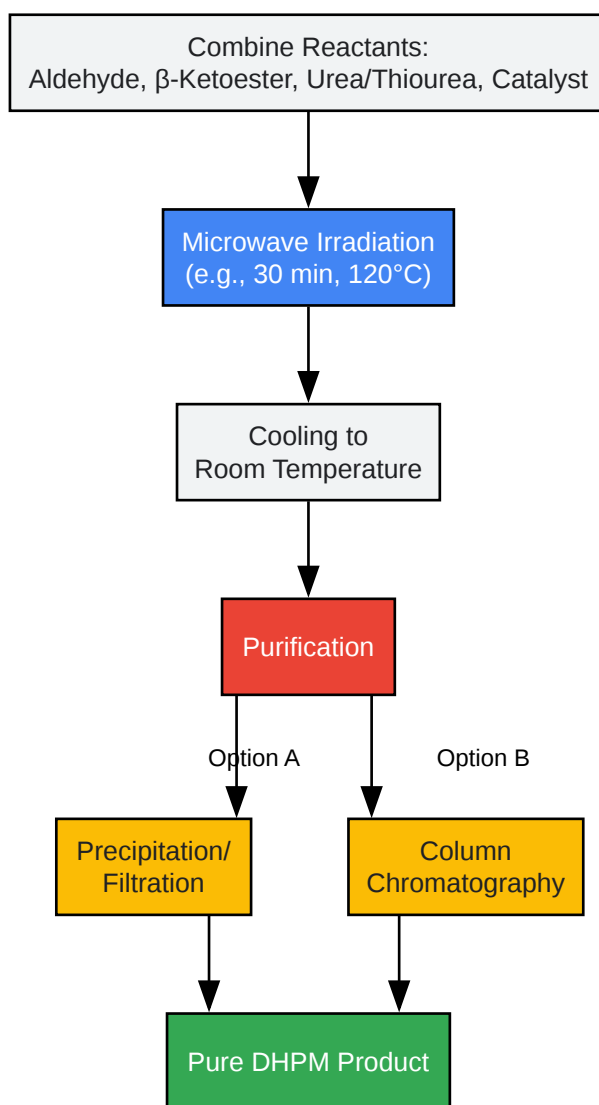 Combine Reactants:
Aldehyde, β-Ketoester, Urea/Thiourea, Catalyst
Microwave Irradiation
(e.g., 30 min, 120°C)
Cooling to
Room Temperature
Purification
Option A
Option B
Precipitation/
Filtration
Column
Chromatography
Pure DHPM Product